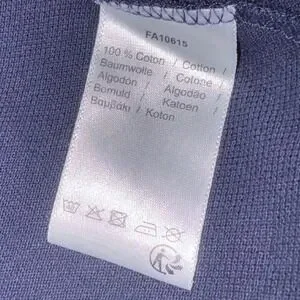 FA10615
100 % Coton / Cotton /
Baumwolle / Cotone /
Algodón / Algodão /
Bomuld / Katoen /
Βαμβάκι / Koton